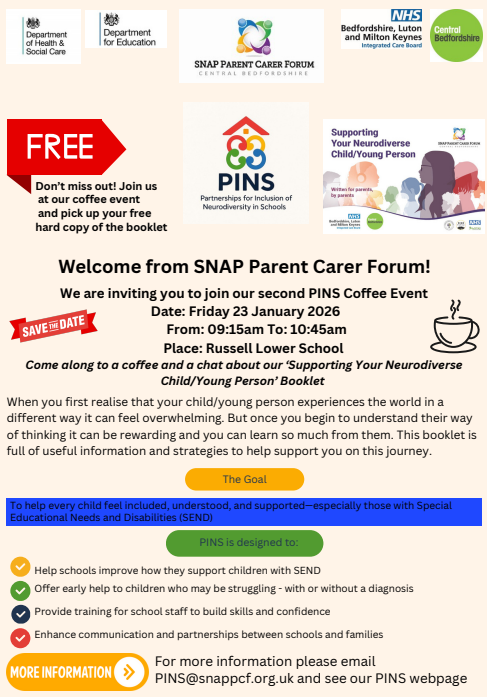 Department
of Health &
Social Care
Department
for Education
SNAP PARENT CARER FORUM
CENTRAL BEDFORDSHIRE
NHS
Bedfordshire, Luton
and Milton Keynes
Integrated Care Board
Central
Bedfordshire
FREE
Don't miss out! Join us
at our coffee event
and pick up your free
hard copy of the booklet
PINS
Partnerships for Inclusion of
Neurodiversity in Schools
Supporting
Your Neurodiverse
Child/Young Person
Written for parents,
by parents
Welcome from SNAP Parent Carer Forum!
We are inviting you to join our second PINS Coffee Event
Date: Friday 23 January 2026
From: 09:15am To: 10:45am
Place: Russell Lower School
SAVE THE DATE
Come along to a coffee and a chat about our ‘Supporting Your Neurodiverse
Child/Young Person’ Booklet
When you first realise that your child/young person experiences the world in a
different way it can feel overwhelming. But once you begin to understand their way
of thinking it can be rewarding and you can learn so much from them. This booklet is
full of useful information and strategies to help support you on this journey.
The Goal
To help every child feel included, understood, and supported—especially those with Special
Educational Needs and Disabilities (SEND)
PINS is designed to:
Help schools improve how they support children with SEND
Offer early help to children who may be struggling - with or without a diagnosis
Provide training for school staff to build skills and confidence
Enhance communication and partnerships between schools and families
MORE INFORMATION
For more information please email
PINS@snappcf.org.uk and see our PINS webpage